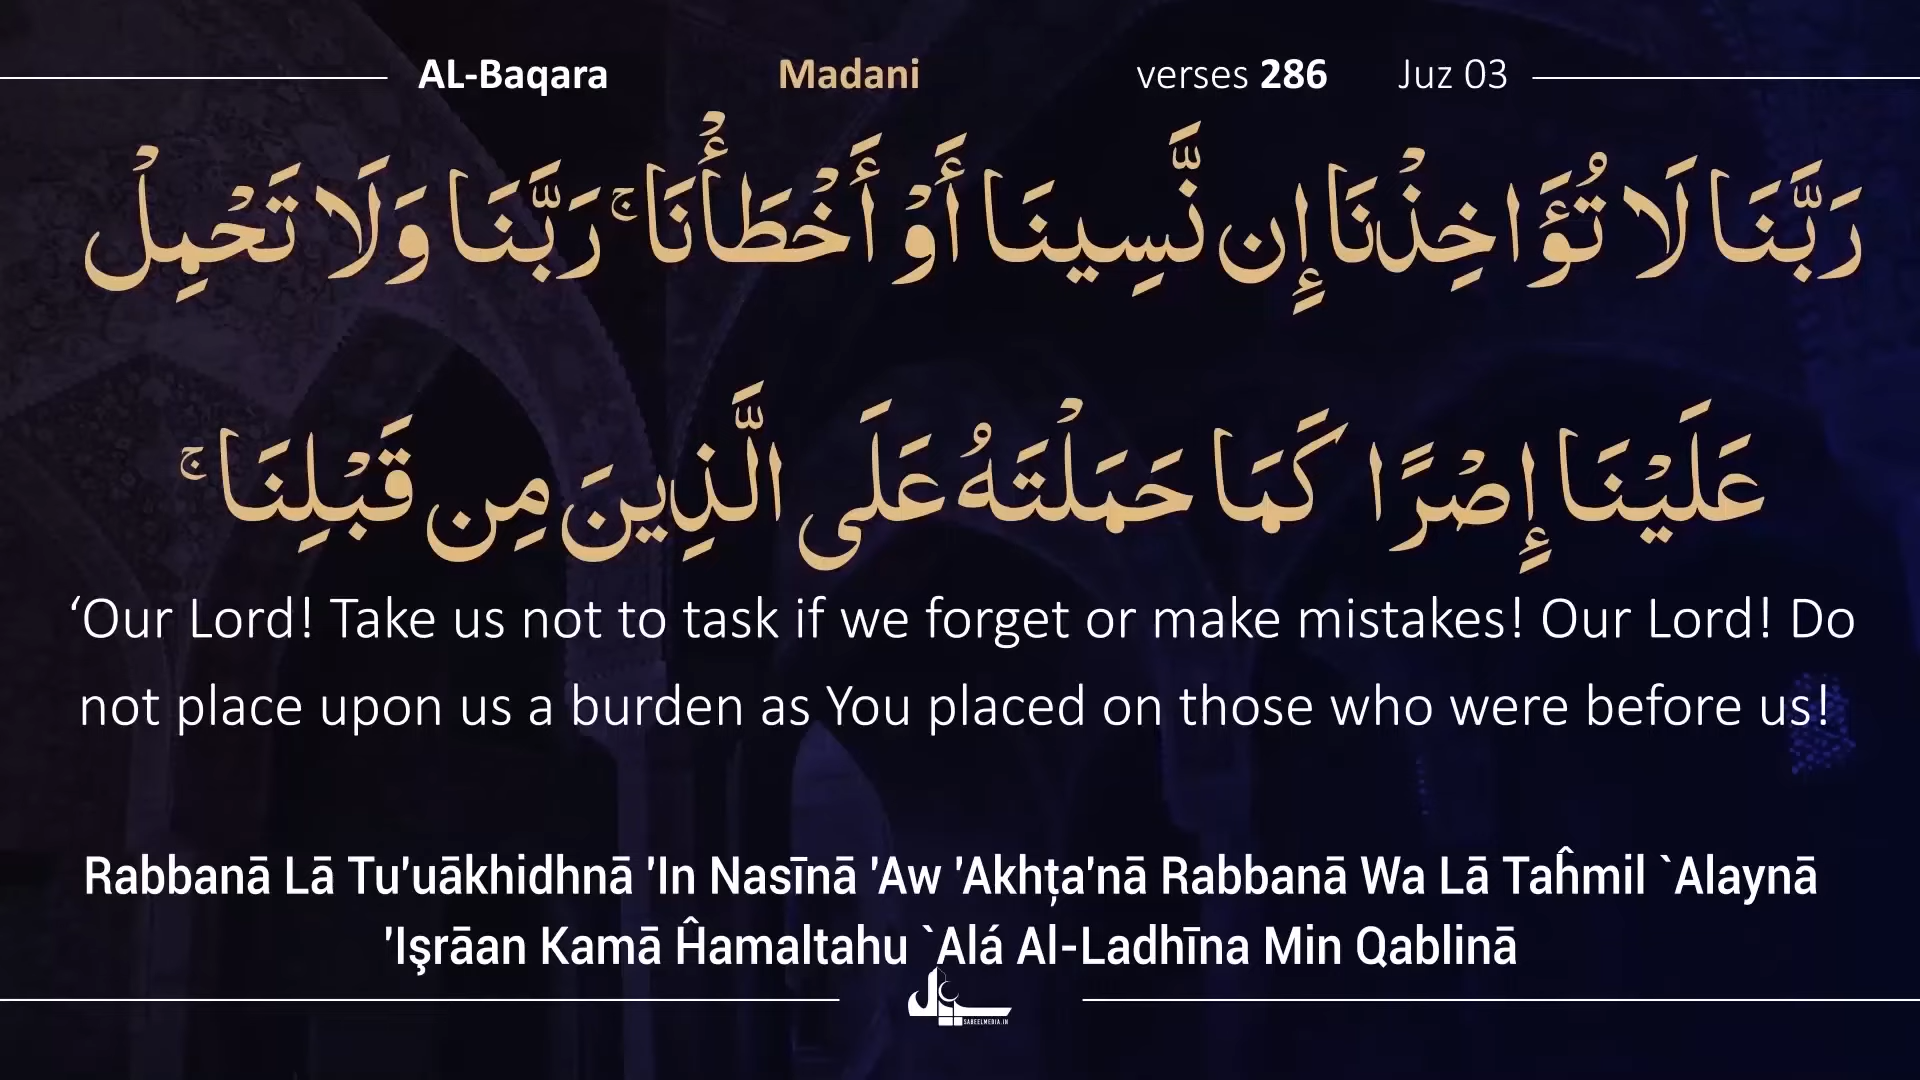 AL-Baqara Madani verses 286 Juz 03
رَبَّنَا لَا تُؤَاخِذْنَا إِن نَّسِينَا أَوْ أَخْطَأْنَا ۚ رَبَّنَا وَلَا تَحْمِلْ
عَلَيْنَا إِصْرًا كَمَا حَمَلْتَهُ عَلَى الَّذِينَ مِن قَبْلِنَا ۚ
‘Our Lord! Take us not to task if we forget or make mistakes! Our Lord! Do
not place upon us a burden as You placed on those who were before us!
Rabbanā Lā Tu'uākhidhnā 'In Nasīnā 'Aw 'Akhţa'nā Rabbanā Wa Lā Taĥmil `Alaynā
'Işrāan Kamā Ĥamaltahu `Alá Al-Ladhīna Min Qablinā
SABEELMEDIA.IN